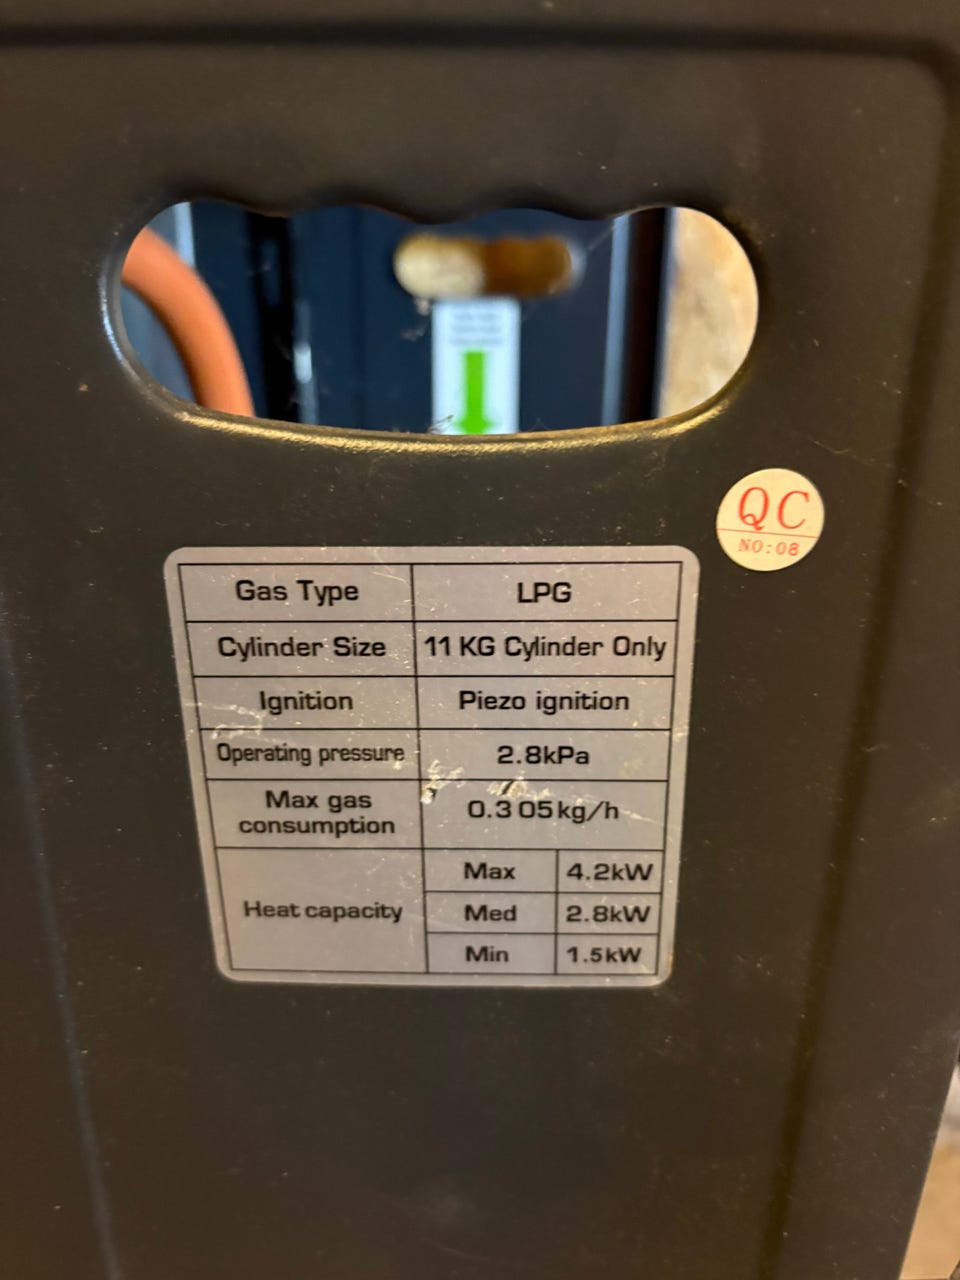 QC
NO:08
Gas Type LPG
Cylinder Size 11 KG Cylinder Only
Ignition Piezo ignition
Operating pressure 2.8kPa
Max gas
consumption 0.305kg/h
Heat capacity
Max 4.2kW
Med 2.8kW
Min 1.5kW